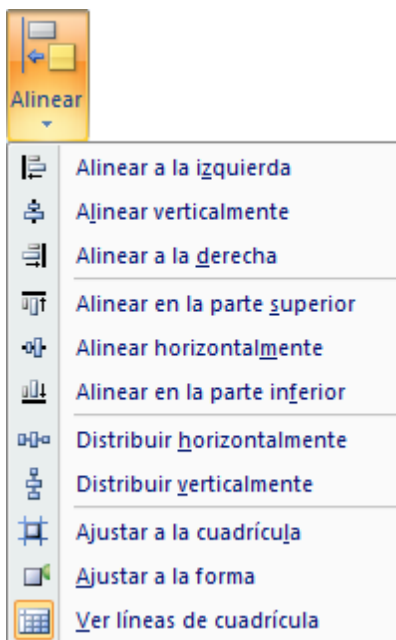 Alinear
Alinear a la izquierda
Alinear verticalmente
Alinear a la derecha
Alinear en la parte superior
Alinear horizontalmente
Alinear en la parte inferior
Distribuir horizontalmente
Distribuir verticalmente
Ajustar a la cuadrícula
Ajustar a la forma
Ver líneas de cuadrícula